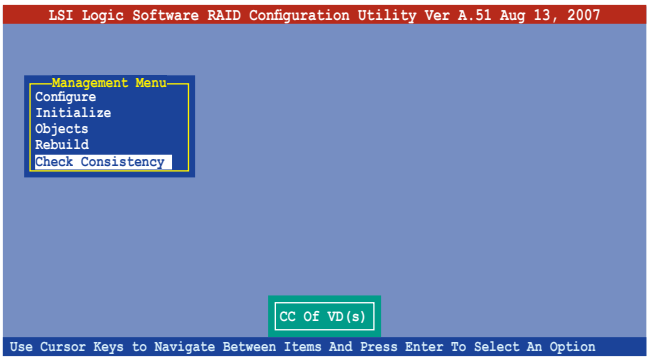 LSI Logic Software RAID Configuration Utility Ver A.51 Aug 13, 2007
Management Menu
Configure
Initialize
Objects
Rebuild
Check Consistency
CC Of VD(s)
Use Cursor Keys to Navigate Between Items And Press Enter To Select An Option